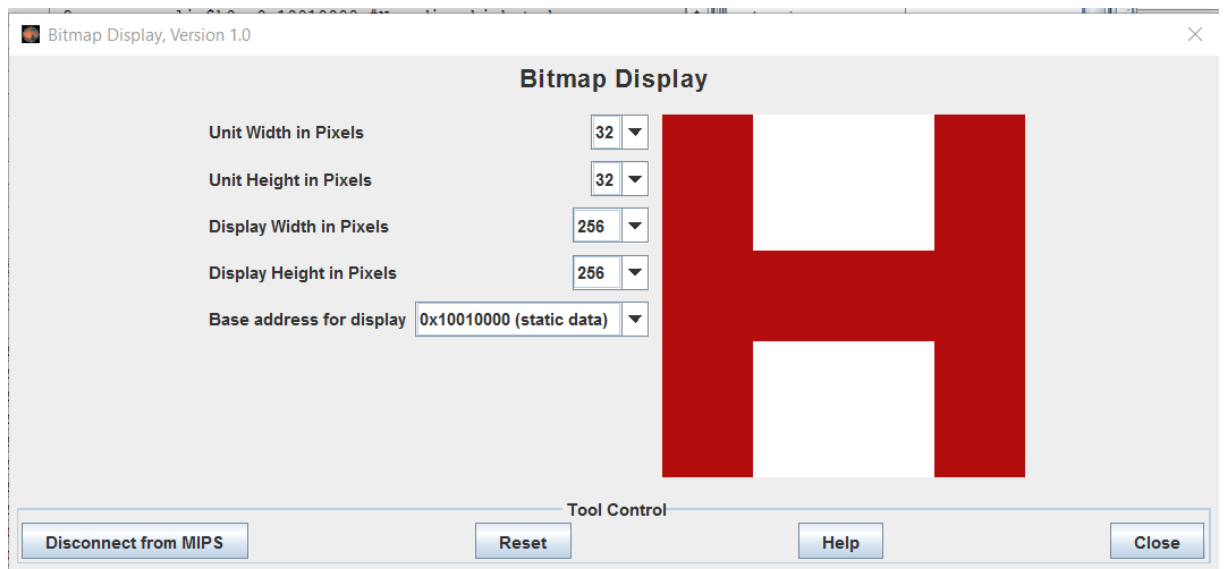 Bitmap Display, Version 1.0
Bitmap Display
Unit Width in Pixels 32
Unit Height in Pixels 32
Display Width in Pixels 256
Display Height in Pixels 256
Base address for display 0x10010000 (static data)
Tool Control
Disconnect from MIPS Reset Help Close